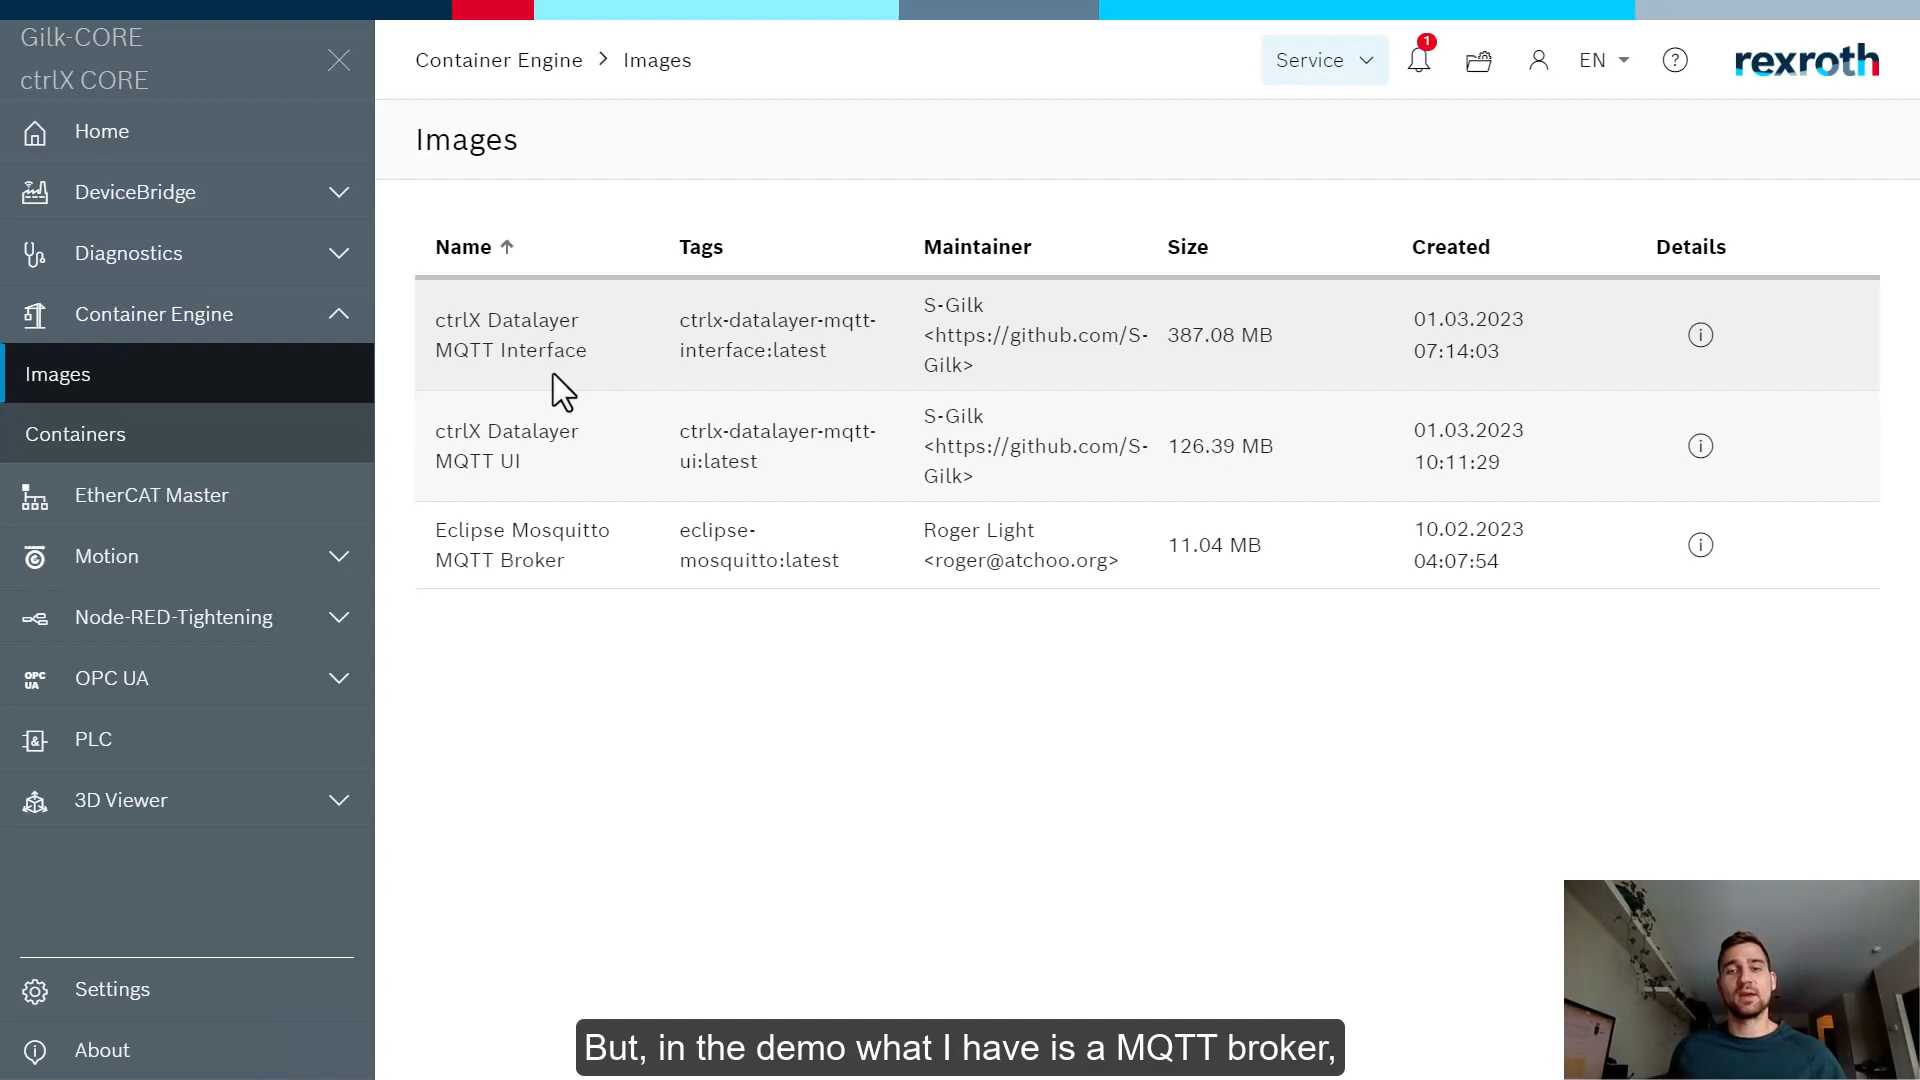 Gilk-CORE
ctrlX CORE
Home
DeviceBridge
Diagnostics
Container Engine
Images
Containers
EtherCAT Master
Motion
Node-RED-Tightening
OPC UA
OPC UA
PLC
&
3D Viewer
Settings
About
Container Engine > Images
Service
1
EN
?
rexroth
Images
Name ↑ Tags Maintainer Size Created Details
ctrlX Datalayer
MQTT Interface
ctrlx-datalayer-mqtt-
interface:latest
S-Gilk
<https://github.com/S-
Gilk>
387.08 MB
01.03.2023
07:14:03
ctrlX Datalayer
MQTT UI
ctrlx-datalayer-mqtt-
ui:latest
S-Gilk
<https://github.com/S-
Gilk>
126.39 MB
01.03.2023
10:11:29
Eclipse Mosquitto
MQTT Broker
eclipse-
mosquitto:latest
Roger Light
<roger@atchoo.org>
11.04 MB
10.02.2023
04:07:54
But, in the demo what I have is a MQTT broker,